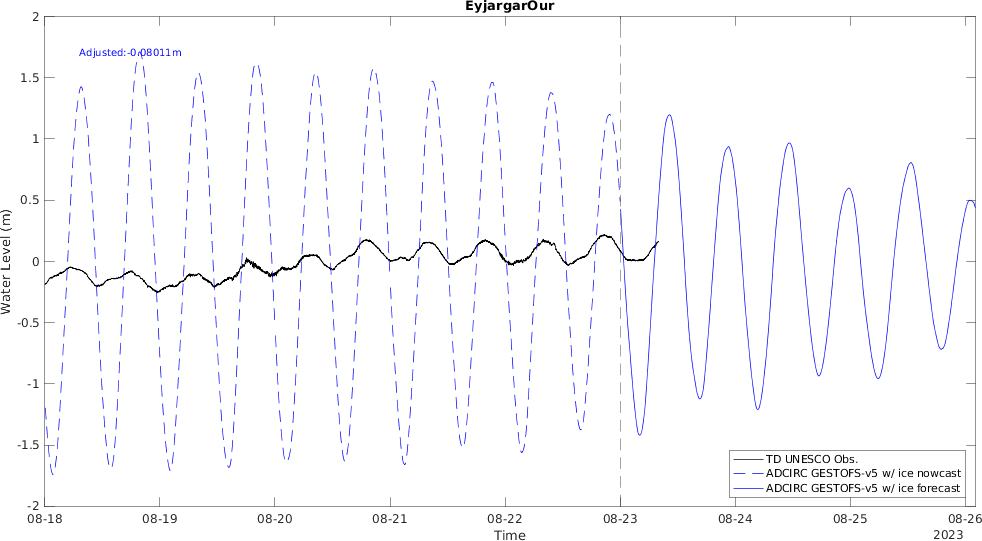 EyjargarOur
Adjusted:-0.08011m
2
1.5
1
0.5
0
-0.5
-1
-1.5
-2
Water Level (m)
08-18 08-19 08-20 08-21 08-22 08-23 08-24 08-25 08-26
Time
2023
TD UNESCO Obs.
ADCIRC GESTOFS-v5 w/ ice nowcast
ADCIRC GESTOFS-v5 w/ ice forecast